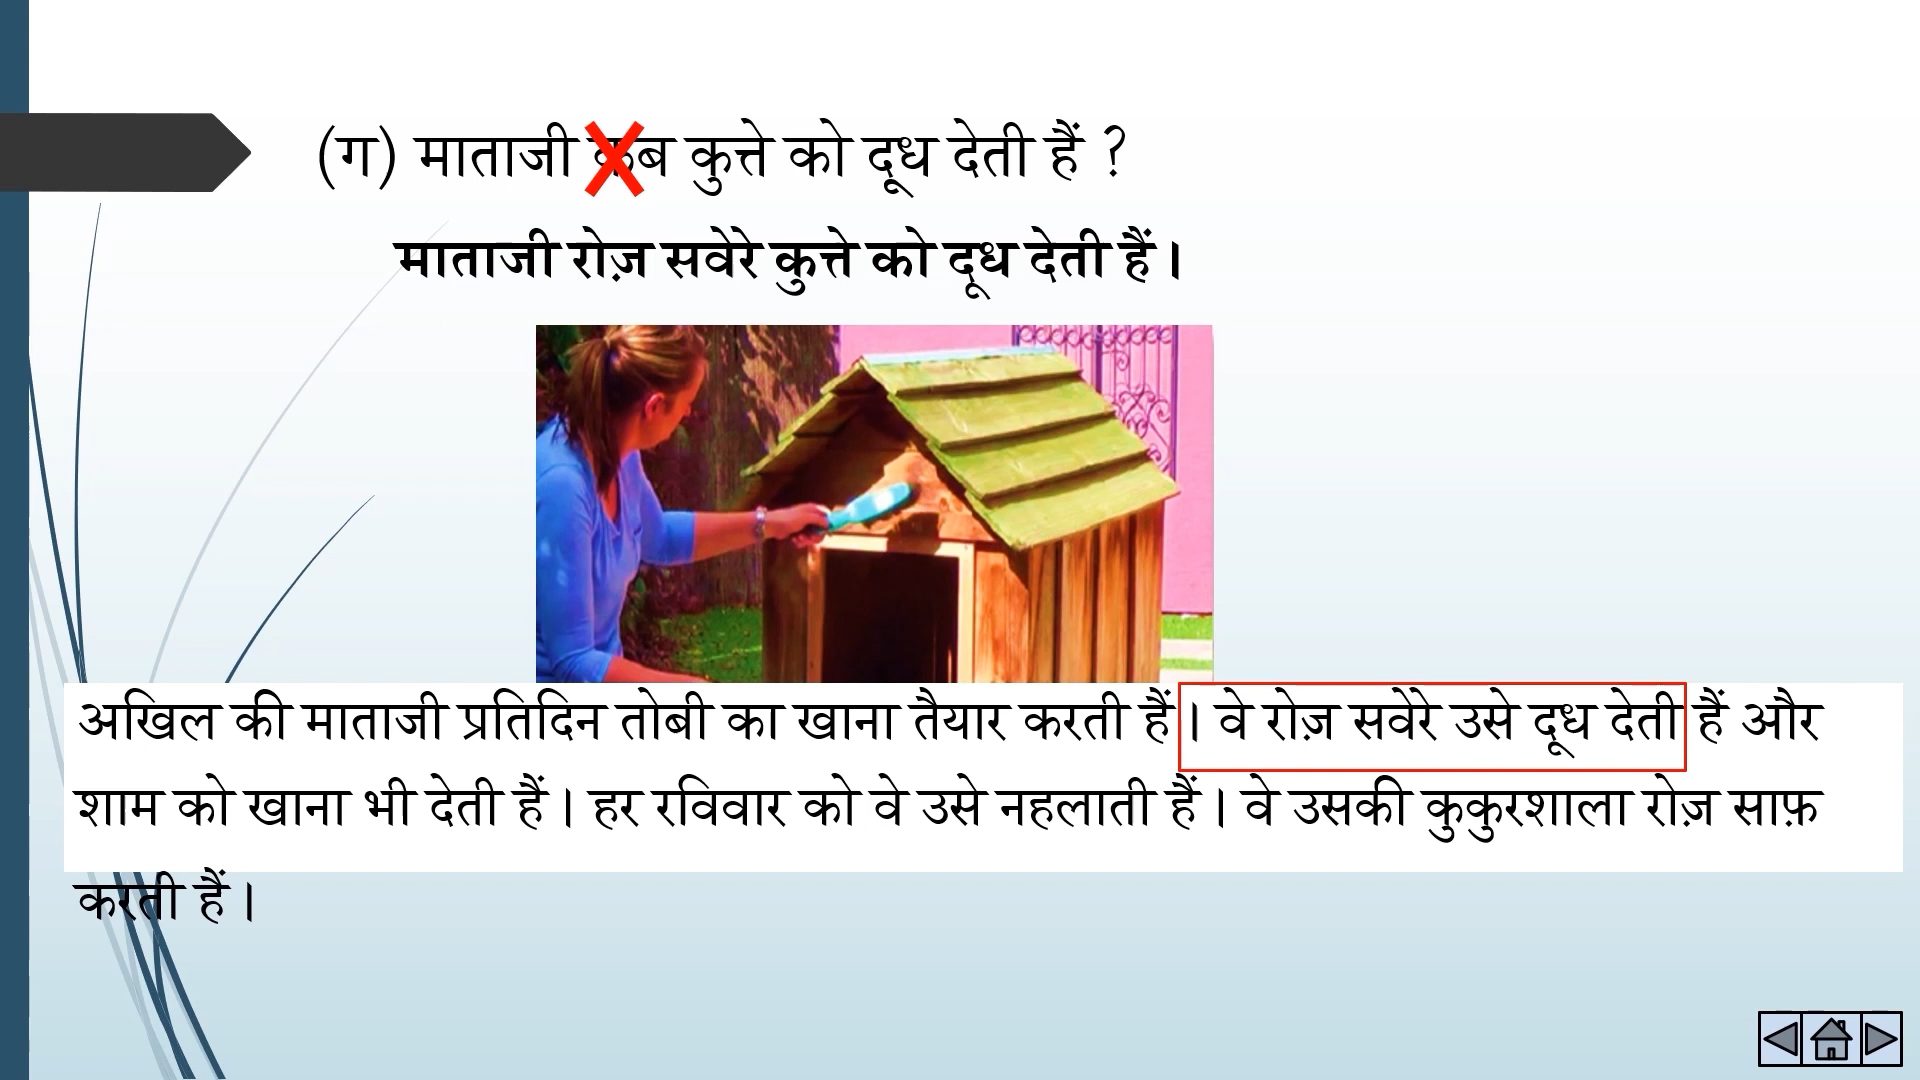 (ग) माताजी कब कुत्ते को दूध देती हैं ?
माताजी रोज़ सवेरे कुत्ते को दूध देती हैं।
अखिल की माताजी प्रतिदिन तोबी का खाना तैयार करती हैं। वे रोज़ सवेरे उसे दूध देती हैं और
शाम को खाना भी देती हैं। हर रविवार को वे उसे नहलाती हैं। वे उसकी कुकुरशाला रोज़ साफ़
करती हैं।